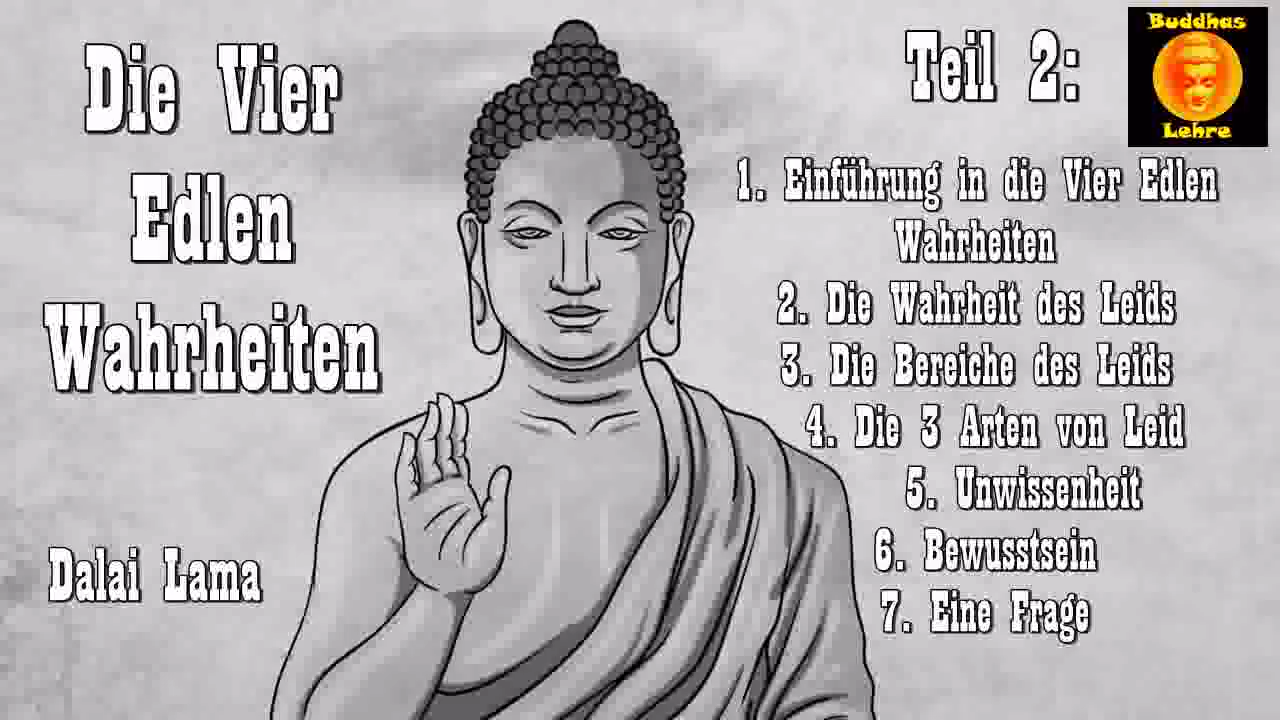 Die Vier
Edlen
Wahrheiten
Dalai Lama
Teil 2:
1. Einführung in die Vier Edlen
Wahrheiten
2. Die Wahrheit des Leids
3. Die Bereiche des Leids
4. Die 3 Arten von Leid
5. Unwissenheit
6. Bewusstsein
7. Eine Frage
Buddhas
Lehre